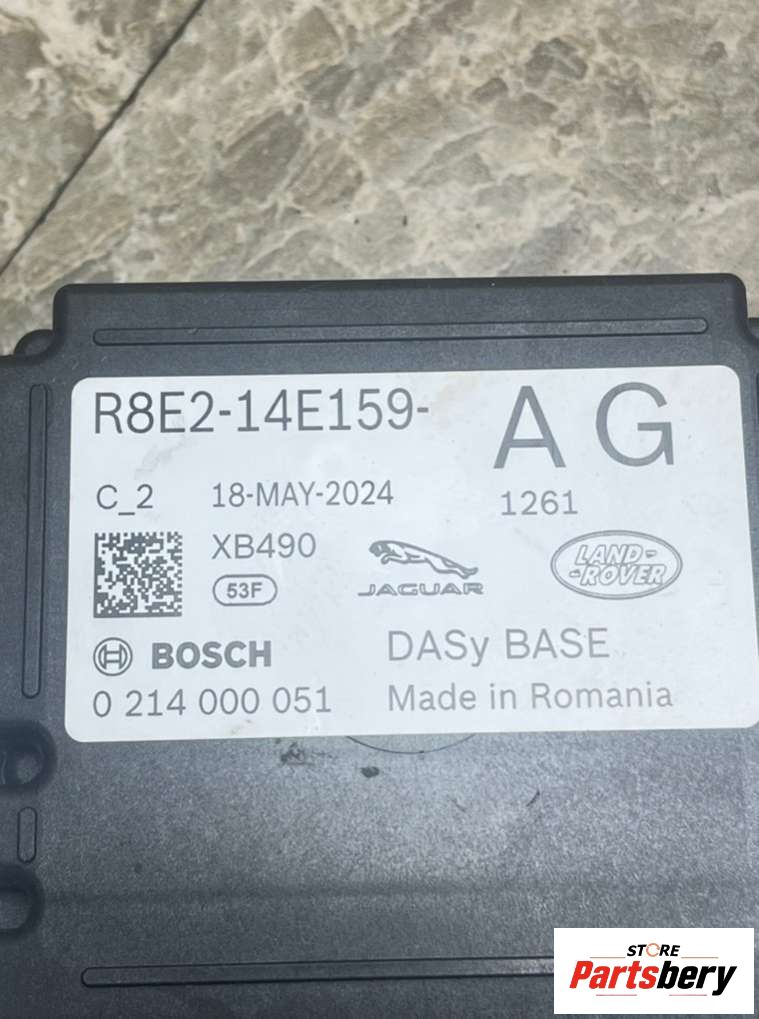 R8E2-14E159- AG
C_2 18-MAY-2024 1261
XB490
53F
JAGUAR
LAND-
-ROVER
BOSCH DASy BASE
0 214 000 051 Made in Romania
STORE
Partsbery